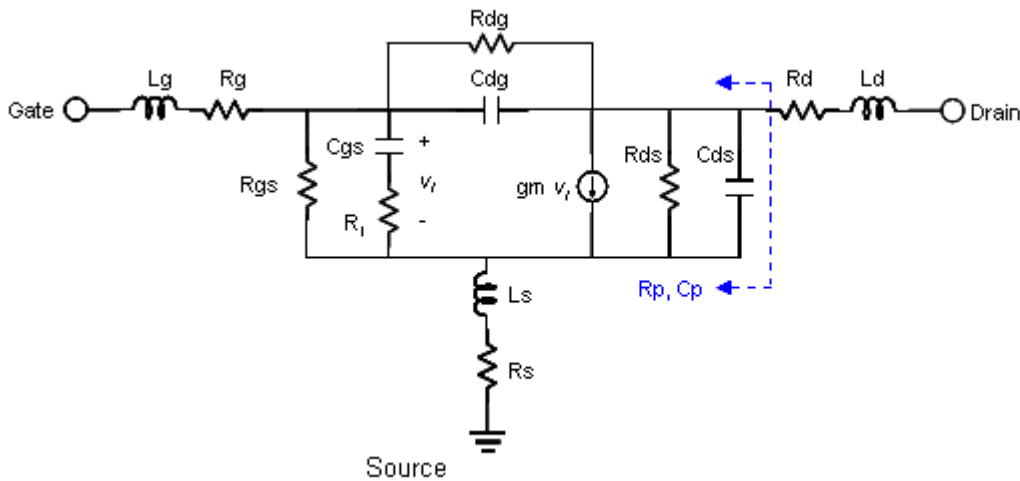 Rdg
Lg
Rg
Cdg
Rd
Ld
Gate
Drain
Cgs
+
Rds
Cds
Rgs
vI
gm vI
RI
-
Rp, Cp
Ls
Rs
Source